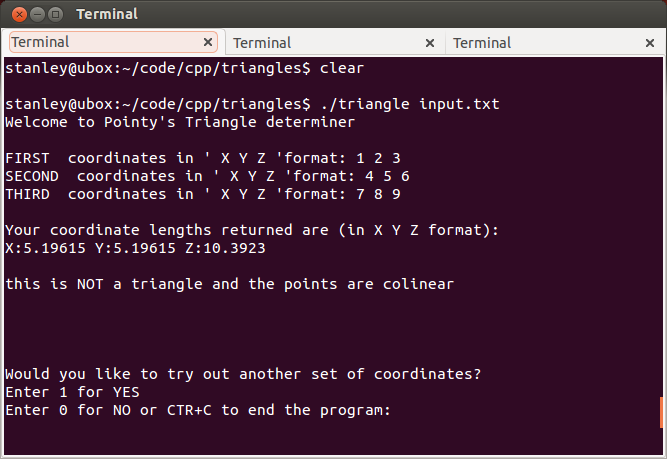 Terminal
Terminal Terminal Terminal
stanley@ubox:~/code/cpp/triangles$ clear
stanley@ubox:~/code/cpp/triangles$ ./triangle input.txt
Welcome to Pointy's Triangle determiner
FIRST  coordinates in ' X Y Z 'format: 1 2 3
SECOND  coordinates in ' X Y Z 'format: 4 5 6
THIRD  coordinates in ' X Y Z 'format: 7 8 9
Your coordinate lengths returned are (in X Y Z format):
X:5.19615 Y:5.19615 Z:10.3923
this is NOT a triangle and the points are colinear
Would you like to try out another set of coordinates?
Enter 1 for YES
Enter 0 for NO or CTR+C to end the program: